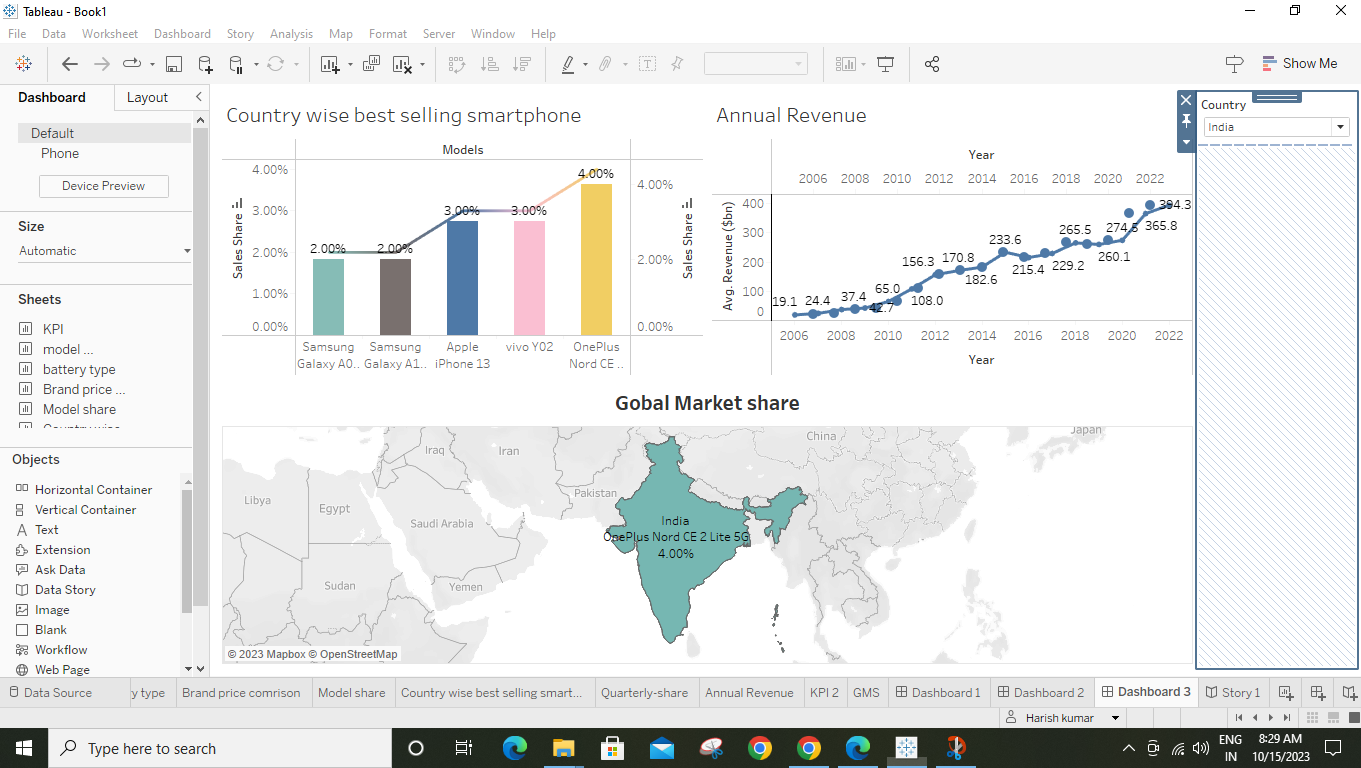 Tableau - Book1
File Data Worksheet Dashboard Story Analysis Map Format Server Window Help
Show Me
Dashboard Layout
Default
Phone
Device Preview
Size
Automatic
Sheets
KPI
model ...
battery type
Brand price ...
Model share
Objects
Horizontal Container
Vertical Container
Text
Extension
Ask Data
Data Story
Image
Blank
Workflow
Web Page
Country wise best selling smartphone
Models
4.00%
3.00%
2.00%
1.00%
0.00%
Sales Share
2.00% 2.00% 3.00% 3.00% 4.00%
4.00%
2.00%
0.00%
Sales Share
Samsung Samsung Apple vivo Y02 OnePlus
Galaxy A0.. Galaxy A1.. iPhone 13 Nord CE ..
Annual Revenue
Year
2006 2008 2010 2012 2014 2016 2018 2020 2022
400
300
200
100
0
Avg. Revenue ($bn)
19.1 24.4 37.4 42.7 65.0 108.0 156.3 170.8 182.6 233.6 215.4 229.2 265.5 260.1 274.5 365.8 394.3
2006 2008 2010 2012 2014 2016 2018 2020 2022
Year
Country
India
Gobal Market share
Libya
Egypt
Sudan
Iraq
Iran
Saudi Arabia
Yemen
Pakistan
China
Japan
India
OnePlus Nord CE 2 Lite 5G
4.00%
© 2023 Mapbox © OpenStreetMap
Data Source y type Brand price comrison Model share Country wise best selling smart... Quarterly-share Annual Revenue KPI 2 GMS Dashboard 1 Dashboard 2 Dashboard 3 Story 1
Harish kumar
Type here to search
ENG
IN
8:29 AM
10/15/2023